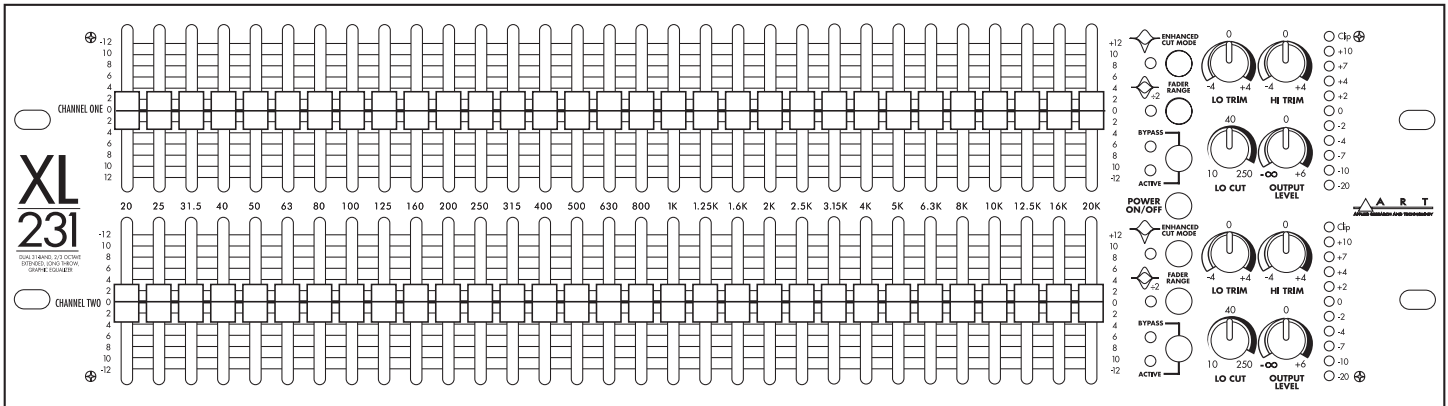 CHANNEL ONE
XL
231
DUAL 31-BAND, 2/3 OCTAVE
EXTENDED, LONG THROW,
GRAPHIC EQUALIZER
CHANNEL TWO
-12
10
8
6
4
2
0
2
4
6
8
10
12
+12
10
8
6
4
2
0
2
4
6
8
10
-12
20 25 31.5 40 50 63 80 100 125 160 200 250 315 400 500 630 800 1K 1.25K 1.6K 2K 2.5K 3.15K 4K 5K 6.3K 8K 10K 12.5K 16K 20K
-12
10
8
6
4
2
0
2
4
6
8
10
-12
+12
10
8
6
4
2
0
2
4
6
8
10
-12
ENHANCED
CUT MODE
FADER
RANGE
÷2
BYPASS
ACTIVE
0
-4 +4
LO TRIM
0
-4 +4
HI TRIM
40
10 250
LO CUT
0
-∞ +6
OUTPUT
LEVEL
Clip
+10
+7
+4
+2
0
-2
-4
-7
-10
-20
POWER
ON/OFF
ENHANCED
CUT MODE
FADER
RANGE
÷2
BYPASS
ACTIVE
0
-4 +4
LO TRIM
0
-4 +4
HI TRIM
40
10 250
LO CUT
0
-∞ +6
OUTPUT
LEVEL
Clip
+10
+7
+4
+2
0
-2
-4
-7
-10
-20
ART
APPLIED RESEARCH AND TECHNOLOGY